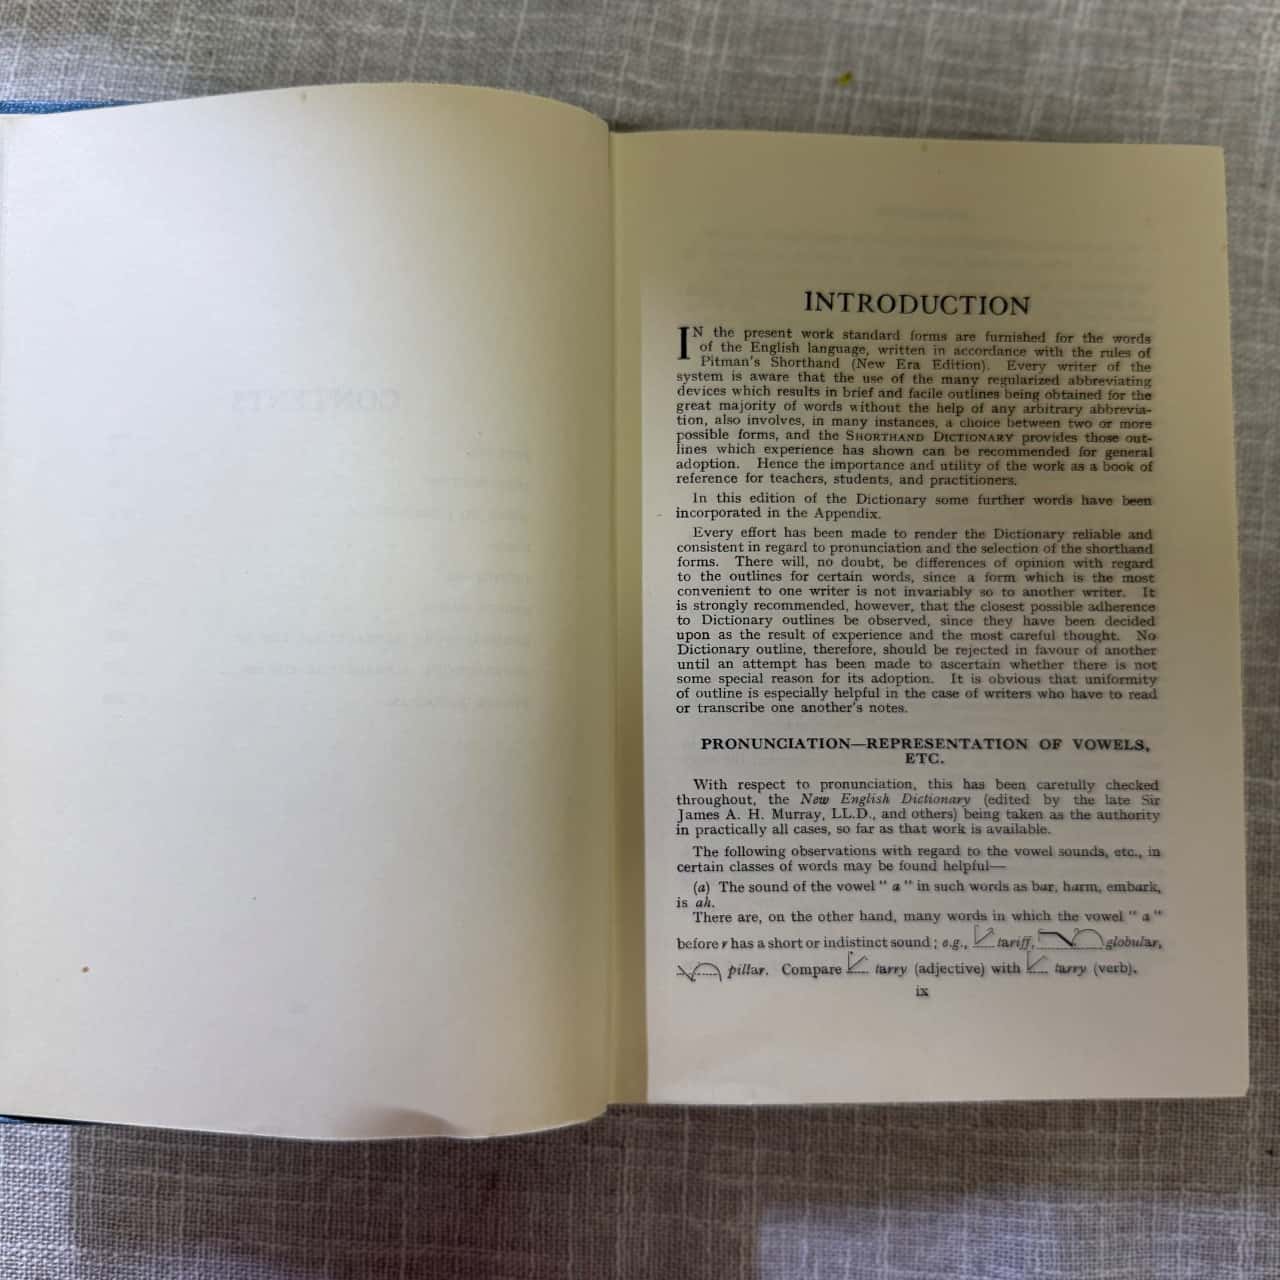 INTRODUCTION
IN the present work standard forms are furnished for the words
of the English language, written in accordance with the rules of
Pitman's Shorthand (New Era Edition). Every writer of the
system is aware that the use of the many regularized abbreviating
devices which results in brief and facile outlines being obtained for the
great majority of words without the help of any arbitrary abbrevia-
tion, also involves, in many instances, a choice between two or more
possible forms, and the SHORTHAND DICTIONARY provides those out-
lines which experience has shown can be recommended for general
adoption. Hence the importance and utility of the work as a book of
reference for teachers, students, and practitioners.
In this edition of the Dictionary some further words have been
incorporated in the Appendix.
Every effort has been made to render the Dictionary reliable and
consistent in regard to pronunciation and the selection of the shorthand
forms. There will, no doubt, be differences of opinion with regard
to the outlines for certain words, since a form which is the most
convenient to one writer is not invariably so to another writer. It
is strongly recommended, however, that the closest possible adherence
to Dictionary outlines be observed, since they have been decided
upon as the result of experience and the most careful thought. No
Dictionary outline, therefore, should be rejected in favour of another
until an attempt has been made to ascertain whether there is not
some special reason for its adoption. It is obvious that uniformity
of outline is especially helpful in the case of writers who have to read
or transcribe one another's notes.
PRONUNCIATION—REPRESENTATION OF VOWELS,
ETC.
With respect to pronunciation, this has been carefully checked
throughout, the New English Dictionary (edited by the late Sir
James A. H. Murray, LL.D., and others) being taken as the authority
in practically all cases, so far as that work is available.
The following observations with regard to the vowel sounds, etc., in
certain classes of words may be found helpful—
(a) The sound of the vowel " a " in such words as bar, harm, embark,
is ah.
There are, on the other hand, many words in which the vowel " a "
before r has a short or indistinct sound ; e.g., tariff, globular,
pillar. Compare tarry (adjective) with tarry (verb).
ix